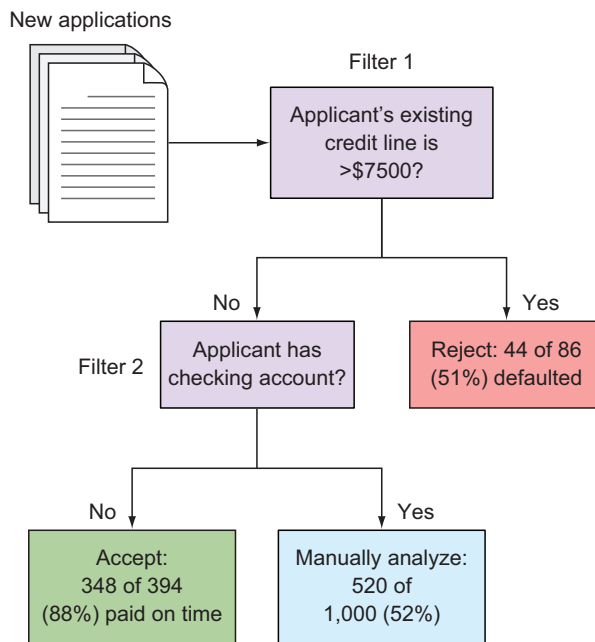 New applications
Filter 1
Applicant’s existing
credit line is
>$7500?
No
Yes
Filter 2
Applicant has
checking account?
Reject: 44 of 86
(51%) defaulted
No
Yes
Accept:
348 of 394
(88%) paid on time
Manually analyze:
520 of
1,000 (52%)